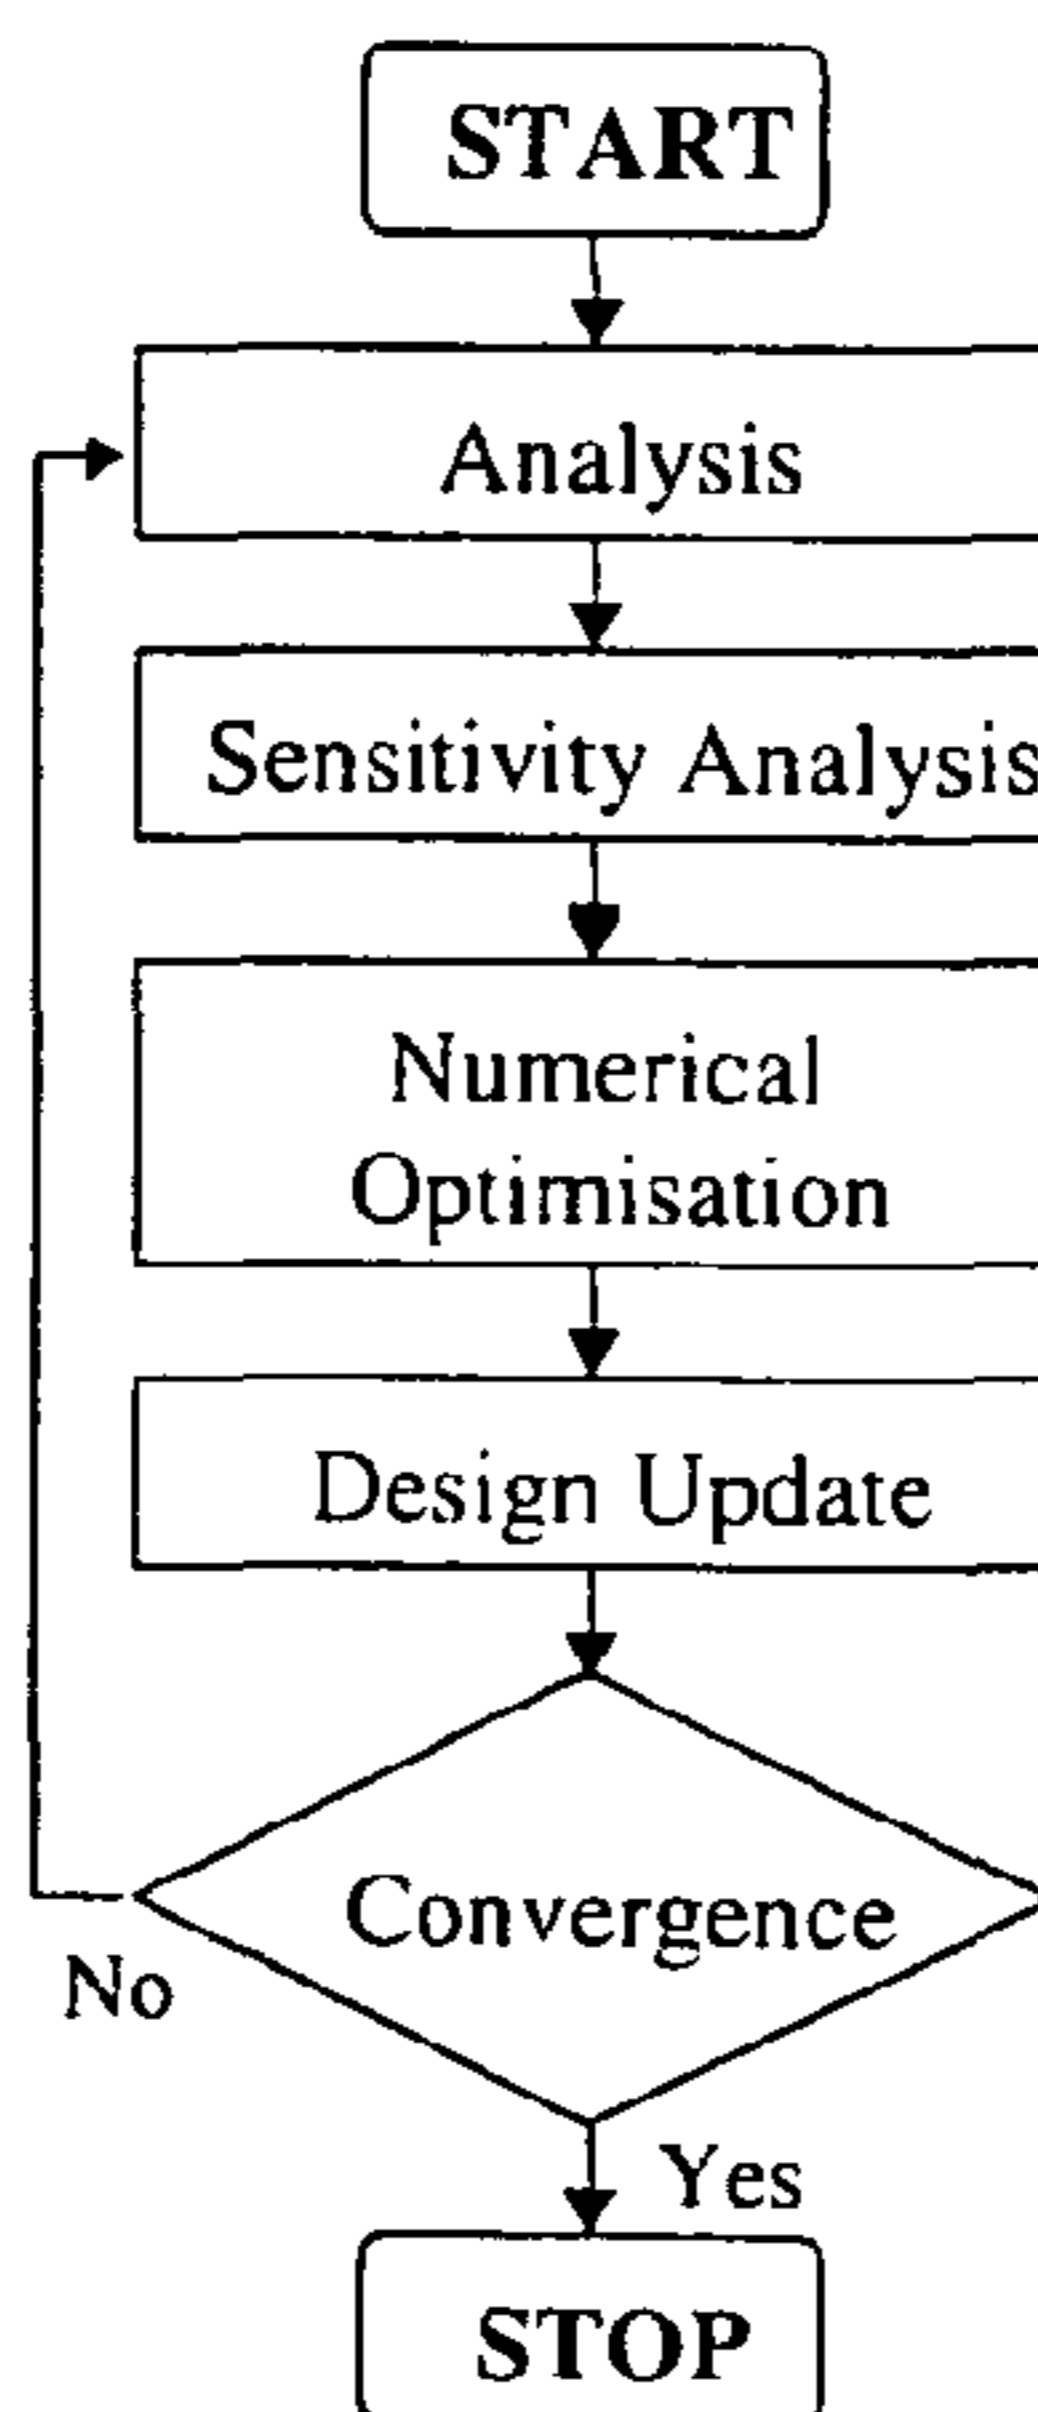 START
Analysis
Sensitivity Analysis
Numerical
Optimisation
Design Update
Convergence
No
Yes
STOP